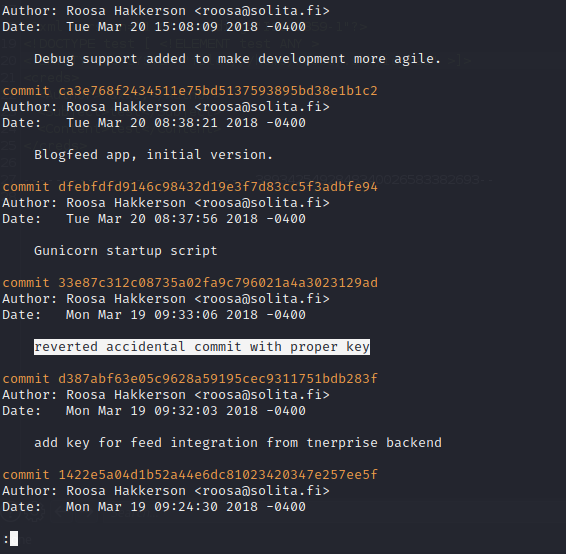 Author: Roosa Hakkerson <roosa@solita.fi>
Date:   Tue Mar 20 15:08:09 2018 -0400
    Debug support added to make development more agile.
commit ca3e768f2434511e75bd5137593895bd38e1b1c2
Author: Roosa Hakkerson <roosa@solita.fi>
Date:   Tue Mar 20 08:38:21 2018 -0400
    Blogfeed app, initial version.
commit dfebfdfd9146c98432d19e3f7d83cc5f3adbfe94
Author: Roosa Hakkerson <roosa@solita.fi>
Date:   Tue Mar 20 08:37:56 2018 -0400
    Gunicorn startup script
commit 33e87c312c08735a02fa9c796021a4a3023129ad
Author: Roosa Hakkerson <roosa@solita.fi>
Date:   Mon Mar 19 09:33:06 2018 -0400
    reverted accidental commit with proper key
commit d387abf63e05c9628a59195cec9311751bdb283f
Author: Roosa Hakkerson <roosa@solita.fi>
Date:   Mon Mar 19 09:32:03 2018 -0400
    add key for feed integration from tnerprise backend
commit 1422e5a04d1b52a44e6dc81023420347e257ee5f
Author: Roosa Hakkerson <roosa@solita.fi>
Date:   Mon Mar 19 09:24:30 2018 -0400
: